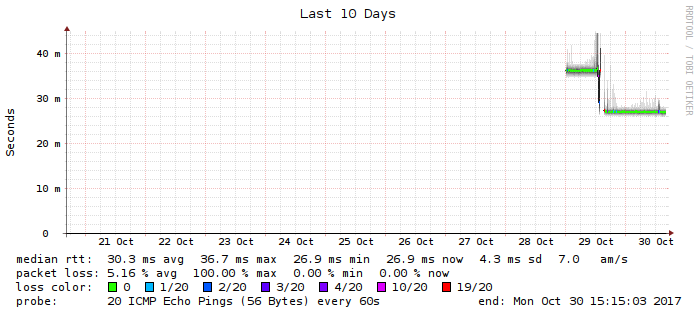 Last 10 Days
RRDTOOL / TOBI OETIKER
Seconds
40 m
30 m
20 m
10 m
0
21 Oct 22 Oct 23 Oct 24 Oct 25 Oct 26 Oct 27 Oct 28 Oct 29 Oct 30 Oct
median rtt: 30.3 ms avg 36.7 ms max 26.9 ms min 26.9 ms now 4.3 ms sd 7.0 am/s
packet loss: 5.16 % avg 100.00 % max 0.00 % min 0.00 % now
loss color: 0 1/20 2/20 3/20 4/20 10/20 19/20
probe: 20 ICMP Echo Pings (56 Bytes) every 60s end: Mon Oct 30 15:15:03 2017